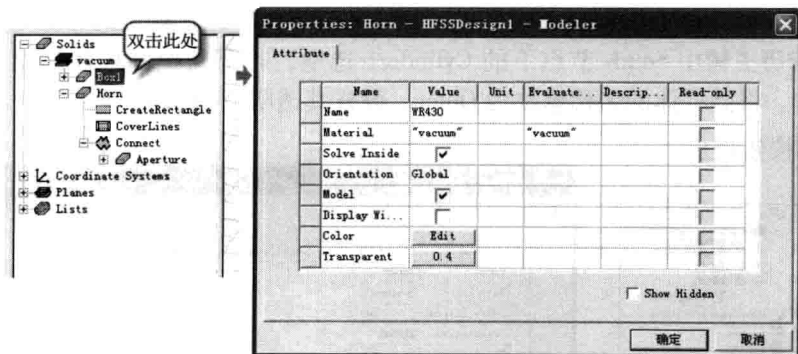 Solids
双击此处
vacuum
Box1
Horn
CreateRectangle
CoverLines
Connect
Aperture
Coordinate Systems
Planes
Lists
Properties: Horn - HFSSDesign1 - Modeler
Attribute
Name Value Unit Evaluate... Descrip... Read-only
Name WR430
Material "vacuum" "vacuum"
Solve Inside
Orientation Global
Model
Display Wi...
Color Edit
Transparent 0.4
Show Hidden
确定 取消